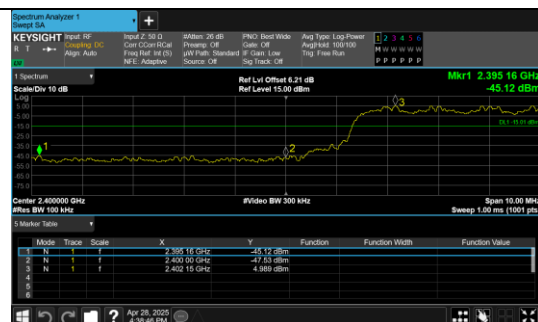 Spectrum Analyzer 1
Swept SA
KEYSIGHT Input: RF Input Z: 50 Ω #Atten: 26 dB PNO: Best Wide Avg Type: Log-Power 1 2 3 4 5 6
R T Coupling: DC Corr CCorr RCal Preamp: Off Gate: Off Avg|Hold: 100/100 M W W W W W
Align: Auto Freq Ref: Int (S) µW Path: Standard IF Gain: Low Trig: Free Run
NFE: Adaptive Source: Off Sig Track: Off P P P P P P
1 Spectrum Ref Lvl Offset 6.21 dB Mkr1 2.395 16 GHz
Scale/Div 10 dB Ref Level 15.00 dBm -45.12 dBm
Log
5.00 3
-5.00
-15.0 DL1 -15.01 dBm
-25.0
-35.0 1 2
-45.0
-55.0
-65.0
-75.0
Center 2.400000 GHz #Video BW 300 kHz Span 10.00 MHz
#Res BW 100 kHz Sweep 1.00 ms (1001 pts)
5 Marker Table
Mode Trace Scale X Y Function Function Width Function Value
1 N 1 f 2.395 16 GHz -45.12 dBm
2 N 1 f 2.400 00 GHz -47.53 dBm
3 N 1 f 2.402 15 GHz 4.989 dBm
4
5
6
? Apr 28, 2025
4:38:46 PM